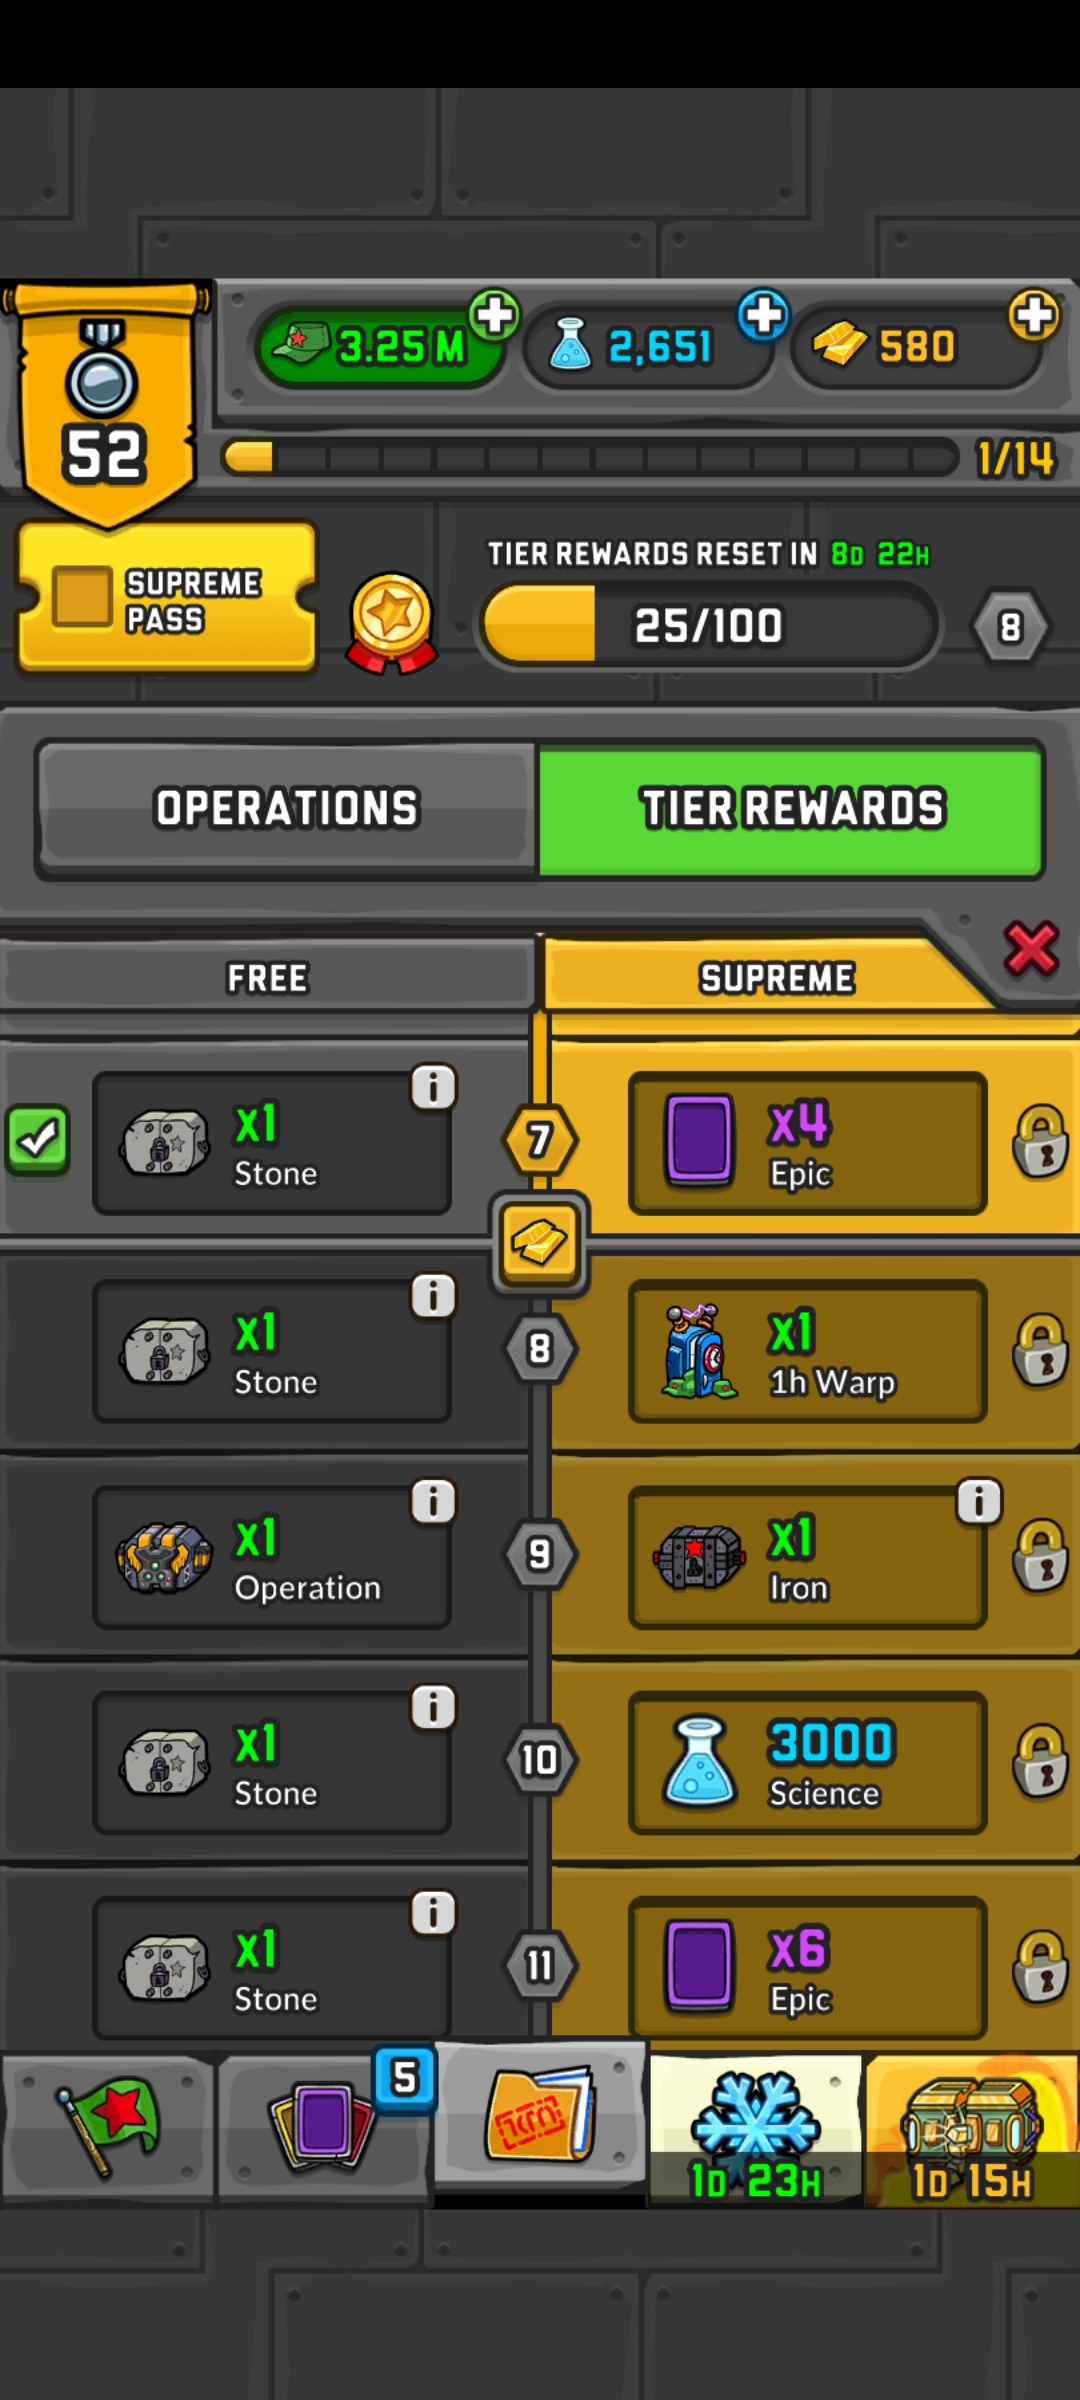 3.25 M
2,651
580
52
1/14
SUPREME
PASS
TIER REWARDS RESET IN 8D 22H
25/100
8
OPERATIONS
TIER REWARDS
FREE
SUPREME
i
x1
Stone
7
x4
Epic
i
x1
Stone
8
x1
1h Warp
i
x1
Operation
9
i
x1
Iron
i
x1
Stone
10
3000
Science
i
x1
Stone
11
x6
Epic
5
1D 23H
1D 15H